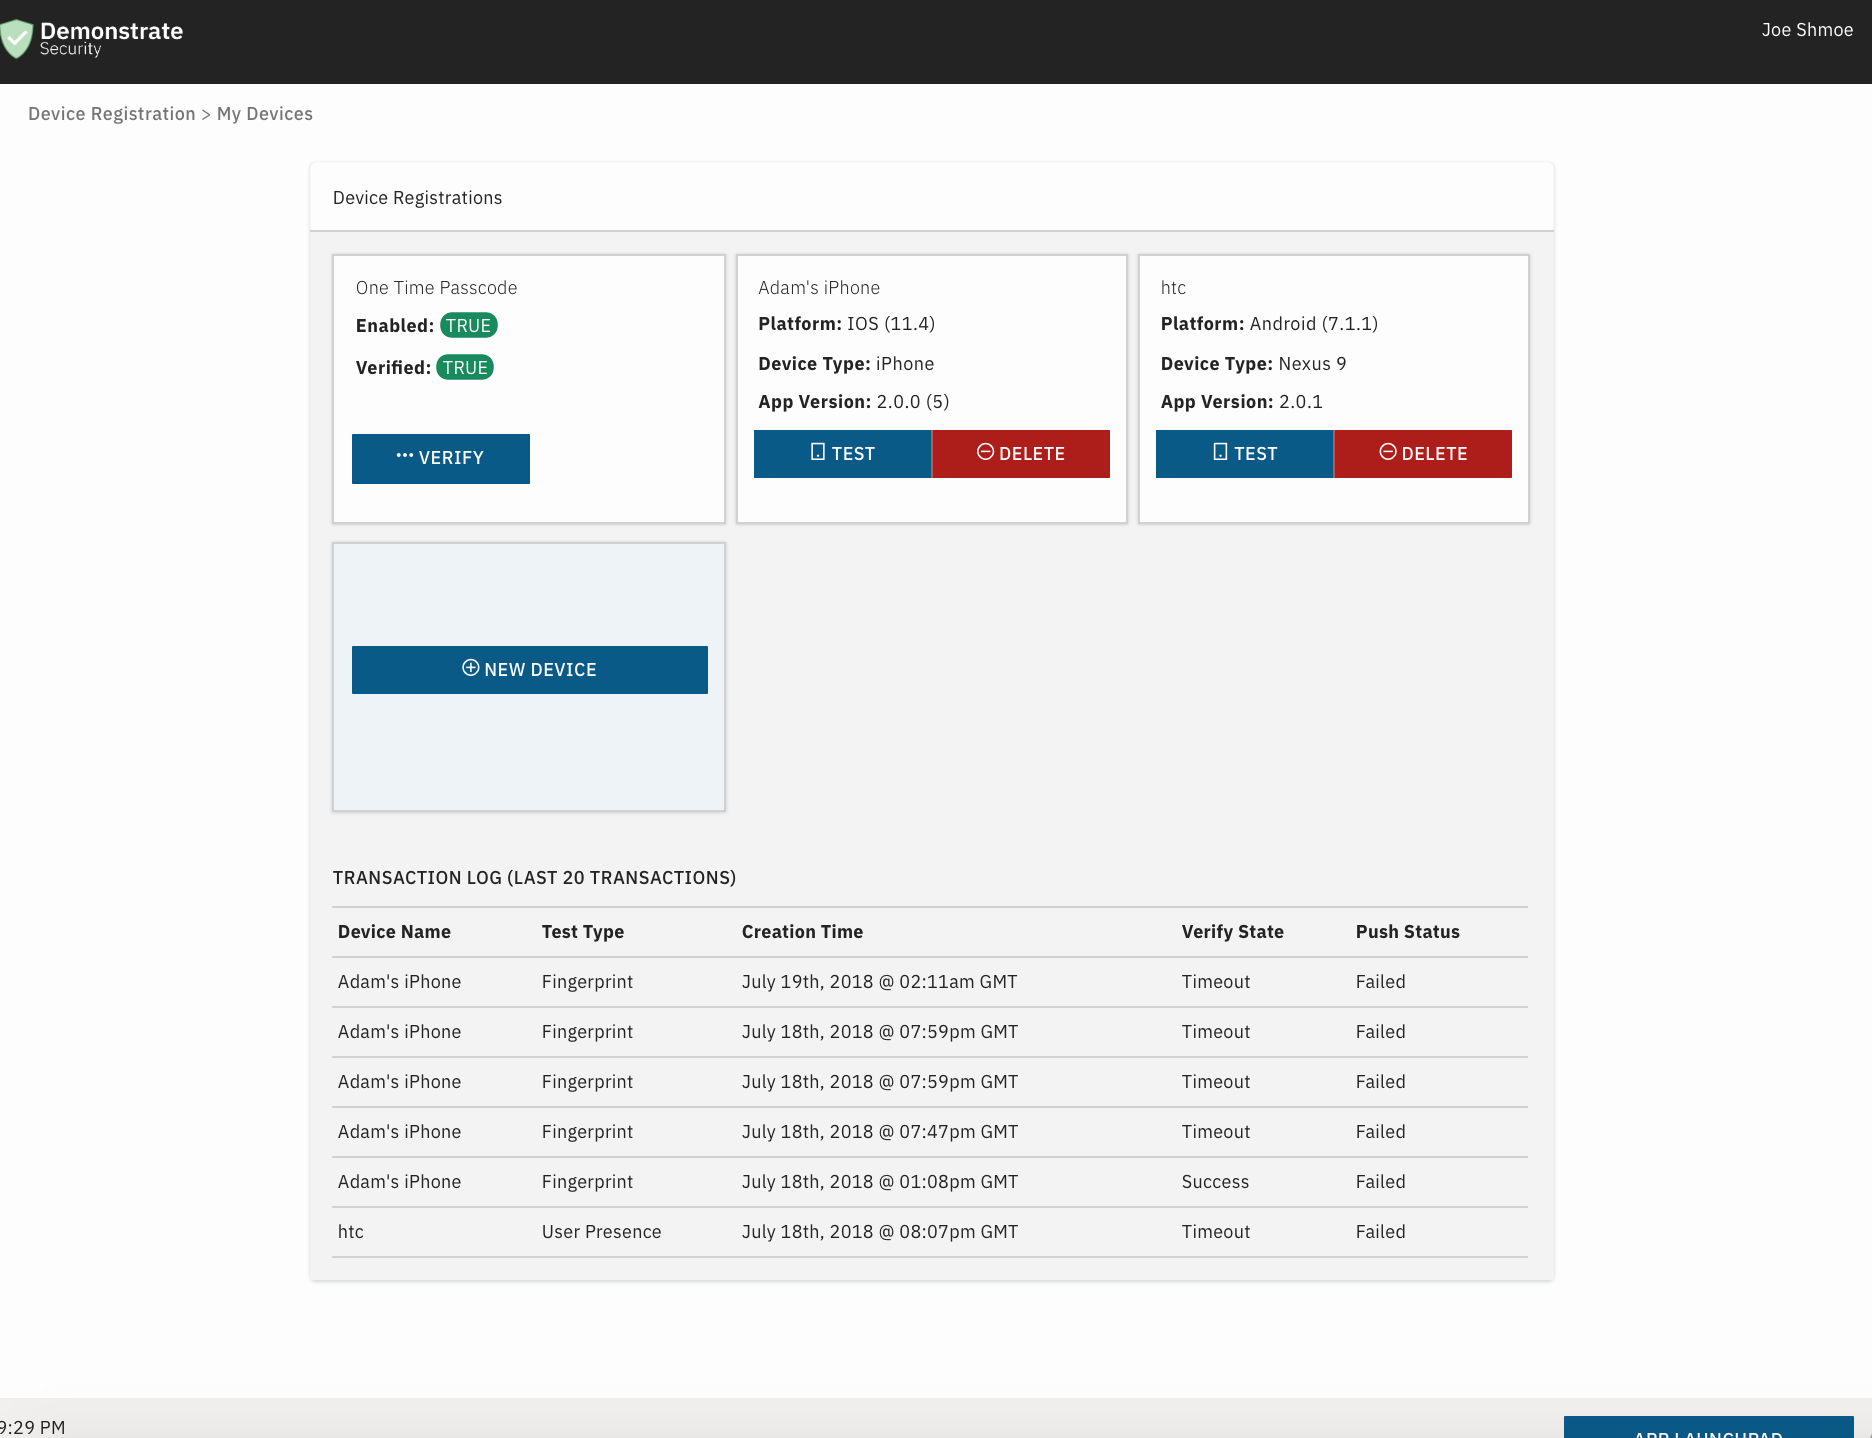 Demonstrate
Security
Joe Shmoe
Device Registration > My Devices
Device Registrations
One Time Passcode
Enabled: TRUE
Verified: TRUE
VERIFY
Adam's iPhone
Platform: IOS (11.4)
Device Type: iPhone
App Version: 2.0.0 (5)
TEST DELETE
htc
Platform: Android (7.1.1)
Device Type: Nexus 9
App Version: 2.0.1
TEST DELETE
NEW DEVICE
TRANSACTION LOG (LAST 20 TRANSACTIONS)
Device Name Test Type Creation Time Verify State Push Status
Adam's iPhone Fingerprint July 19th, 2018 @ 02:11am GMT Timeout Failed
Adam's iPhone Fingerprint July 18th, 2018 @ 07:59pm GMT Timeout Failed
Adam's iPhone Fingerprint July 18th, 2018 @ 07:59pm GMT Timeout Failed
Adam's iPhone Fingerprint July 18th, 2018 @ 07:47pm GMT Timeout Failed
Adam's iPhone Fingerprint July 18th, 2018 @ 01:08pm GMT Success Failed
htc User Presence July 18th, 2018 @ 08:07pm GMT Timeout Failed
9:29 PM
APP LAUNCHPAD